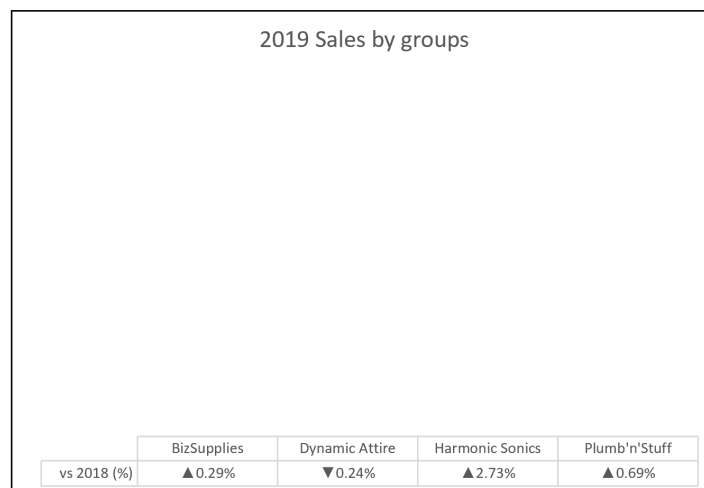 2019 Sales by groups
BizSupplies Dynamic Attire Harmonic Sonics Plumb'n'Stuff
vs 2018 (%) ▲0.29% ▼0.24% ▲2.73% ▲0.69%